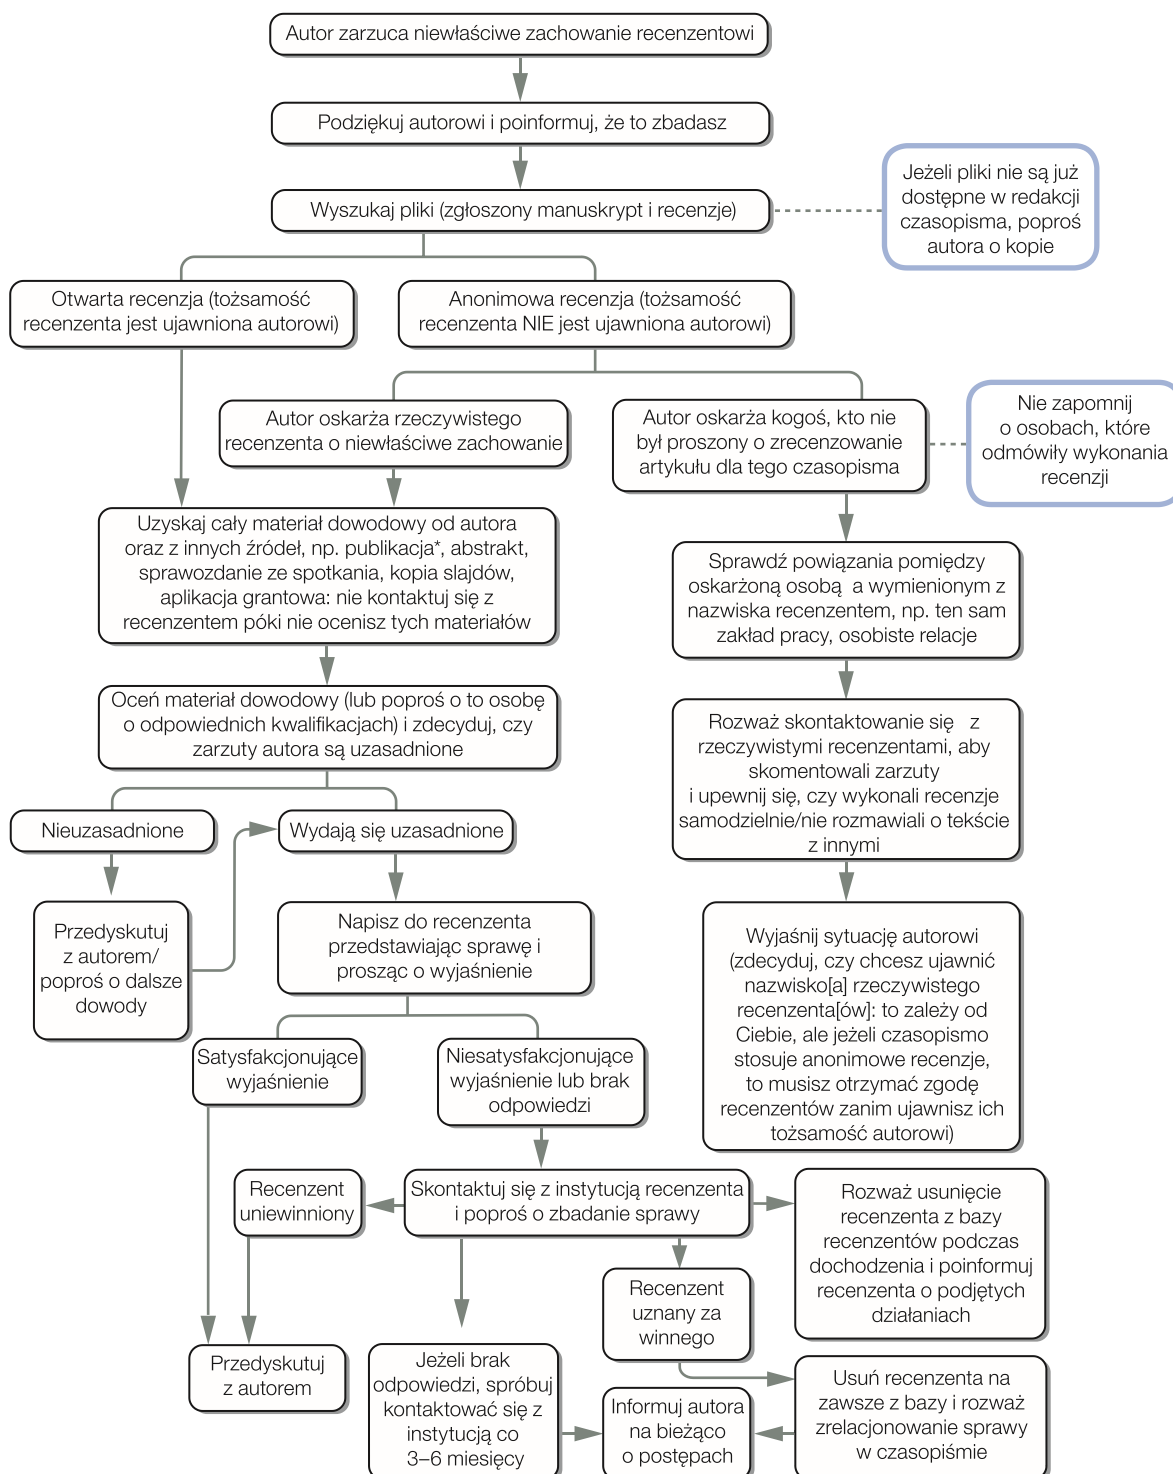 Autor zarzuca niewłaściwe zachowanie recenzentowi
Podziękuj autorowi i poinformuj, że to zbadasz
Wyszukaj pliki (zgłoszony manuskrypt i recenzje)
Jeżeli pliki nie są już
dostępne w redakcji
czasopisma, poproś
autora o kopie
Otwarta recenzja (tożsamość
recenzenta jest ujawniona autorowi)
Anonimowa recenzja (tożsamość
recenzenta NIE jest ujawniona autorowi)
Autor oskarża rzeczywistego
recenzenta o niewłaściwe zachowanie
Autor oskarża kogoś, kto nie
był proszony o zrecenzowanie
artykułu dla tego czasopisma
Nie zapomnij
o osobach, które
odmówiły wykonania
recenzji
Uzyskaj cały materiał dowodowy od autora
oraz z innych źródeł, np. publikacja*, abstrakt,
sprawozdanie ze spotkania, kopia slajdów,
aplikacja grantowa: nie kontaktuj się z
recenzentem póki nie ocenisz tych materiałów
Sprawdź powiązania pomiędzy
oskarżoną osobą a wymienionym z
nazwiska recenzentem, np. ten sam
zakład pracy, osobiste relacje
Oceń materiał dowodowy (lub poproś o to osobę
o odpowiednich kwalifikacjach) i zdecyduj, czy
zarzuty autora są uzasadnione
Rozważ skontaktowanie się z
rzeczywistymi recenzentami, aby
skomentowali zarzuty
i upewnij się, czy wykonali recenzje
samodzielnie/nie rozmawiali o tekście
z innymi
Nieuzasadnione
Wydają się uzasadnione
Przedyskutuj
z autorem/
poproś o dalsze
dowody
Napisz do recenzenta
przedstawiając sprawę i
prosząc o wyjaśnienie
Wyjaśnij sytuację autorowi
(zdecyduj, czy chcesz ujawnić
nazwisko[a] rzeczywistego
recenzenta[ów]: to zależy od
Ciebie, ale jeżeli czasopismo
stosuje anonimowe recenzje,
to musisz otrzymać zgodę
recenzentów zanim ujawnisz ich
tożsamość autorowi)
Satysfakcjonujące
wyjaśnienie
Niesatysfakcjonujące
wyjaśnienie lub brak
odpowiedzi
Recenzent
uniewinniony
Skontaktuj się z instytucją recenzenta
i poproś o zbadanie sprawy
Rozważ usunięcie
recenzenta z bazy
recenzentów podczas
dochodzenia i poinformuj
recenzenta o podjętych
działaniach
Recenzent
uznany za
winnego
Przedyskutuj
z autorem
Jeżeli brak
odpowiedzi, spróbuj
kontaktować się z
instytucją co
3–6 miesięcy
Informuj autora
na bieżąco
o postępach
Usuń recenzenta na
zawsze z bazy i rozważ
zrelacjonowanie sprawy
w czasopiśmie